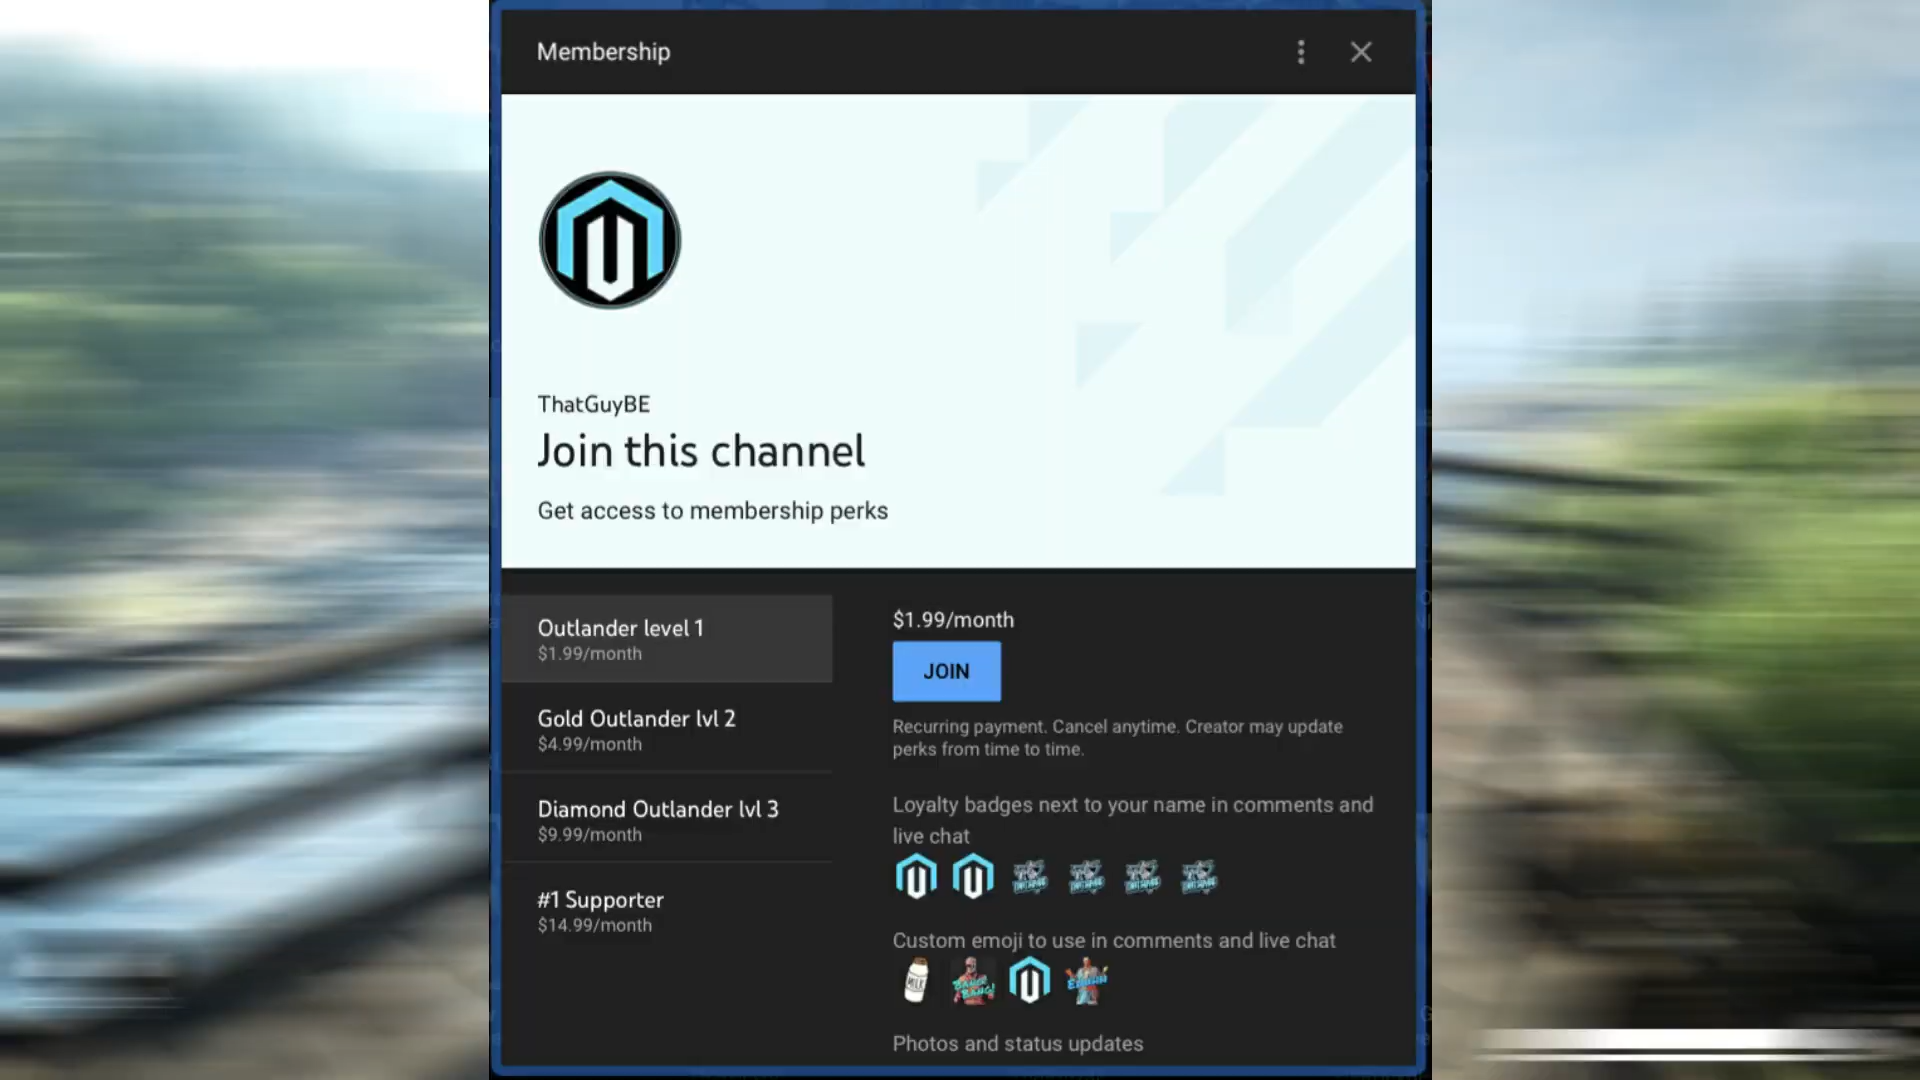 Membership
ThatGuyBE
Join this channel
Get access to membership perks
Outlander level 1
$1.99/month
Gold Outlander lvl 2
$4.99/month
Diamond Outlander lvl 3
$9.99/month
#1 Supporter
$14.99/month
$1.99/month
JOIN
Recurring payment. Cancel anytime. Creator may update
perks from time to time.
Loyalty badges next to your name in comments and
live chat
Custom emoji to use in comments and live chat
MILK
BANG!
Photos and status updates